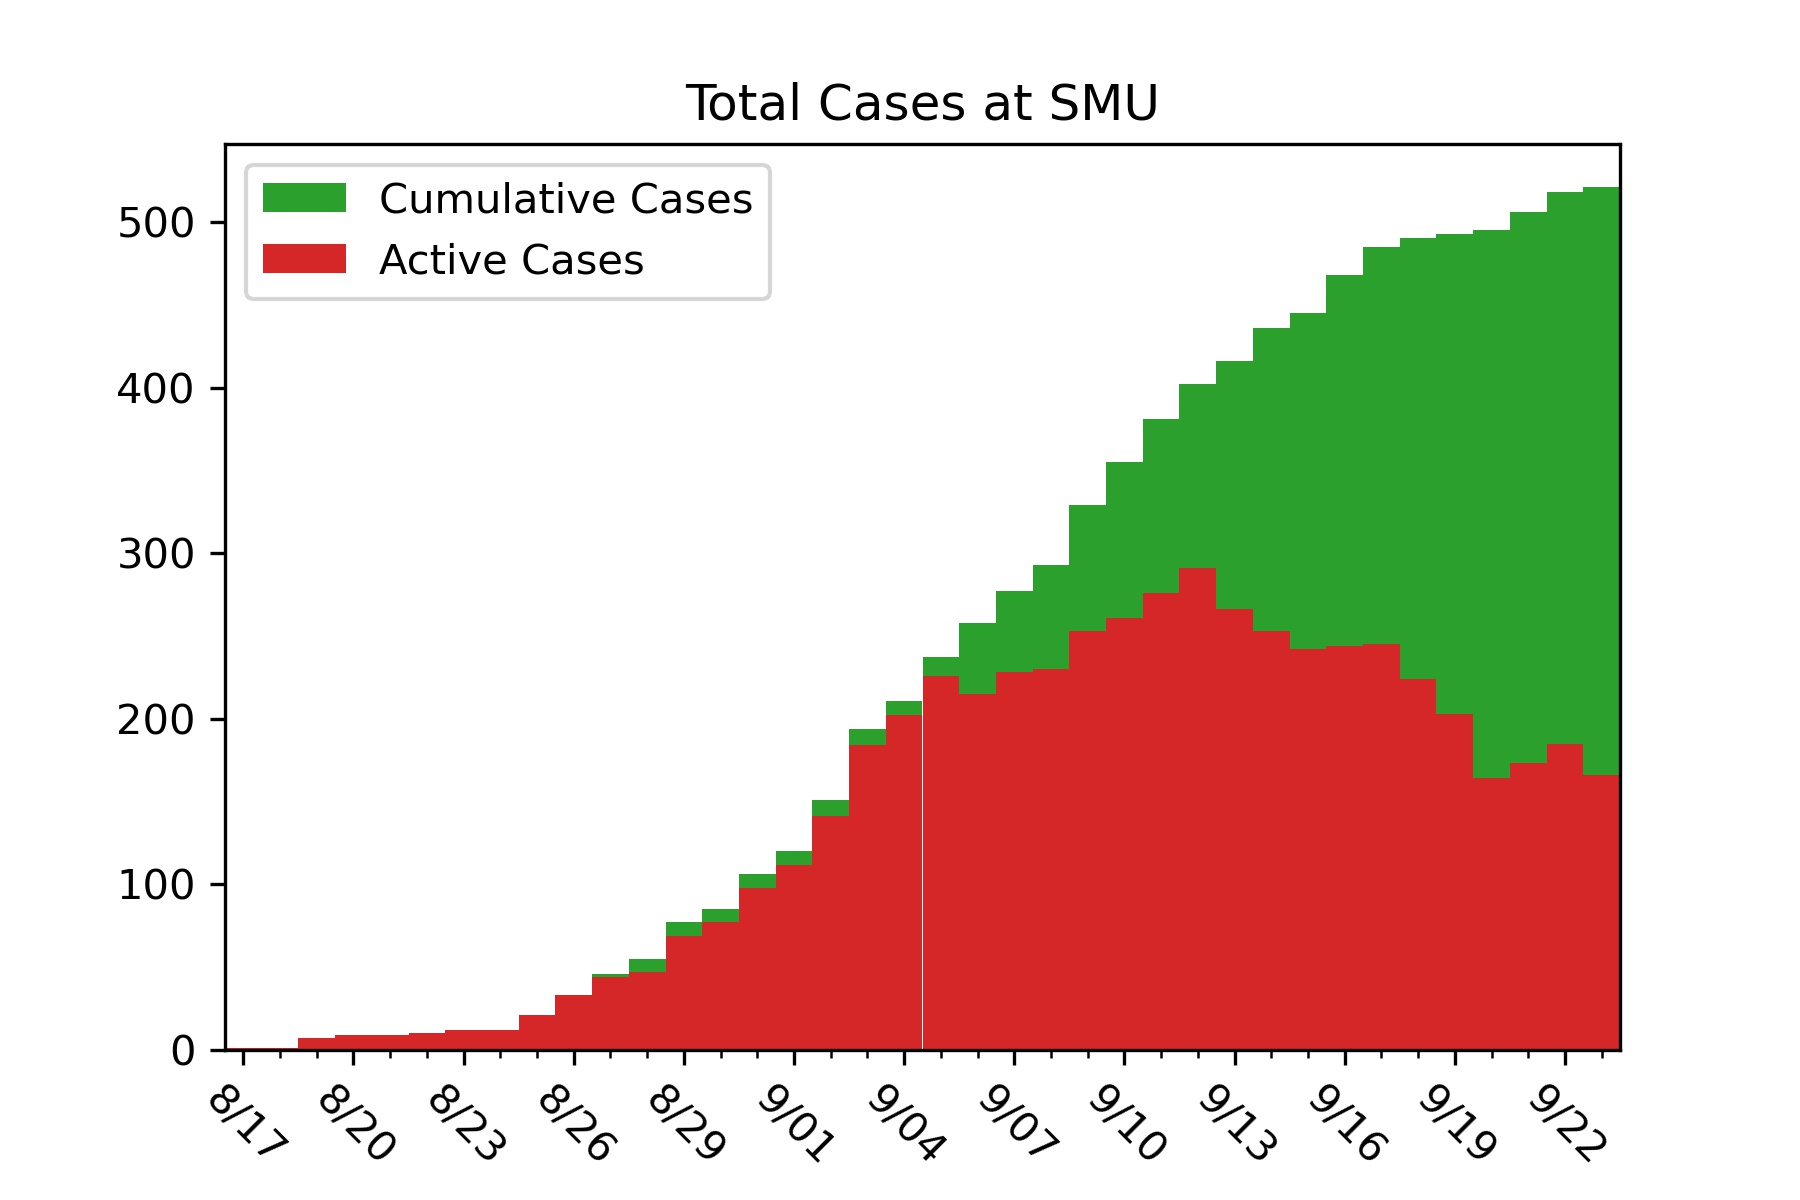 Total Cases at SMU
Cumulative Cases
Active Cases
500
400
300
200
100
0
8/17 8/20 8/23 8/26 8/29 9/01 9/04 9/07 9/10 9/13 9/16 9/19 9/22